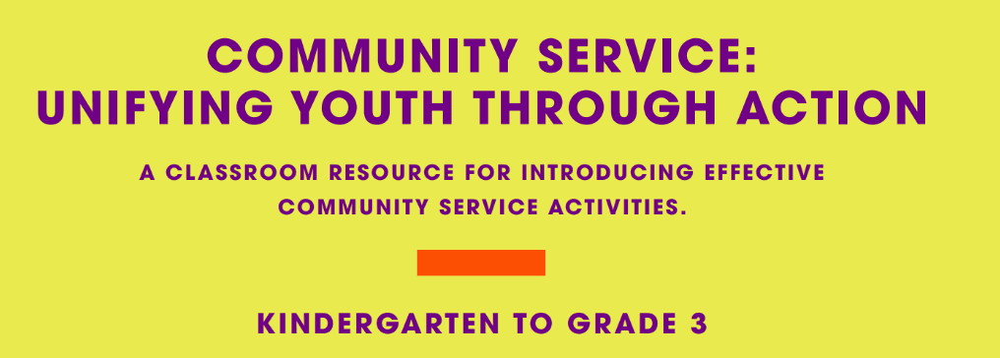 COMMUNITY SERVICE:
UNIFYING YOUTH THROUGH ACTION
A CLASSROOM RESOURCE FOR INTRODUCING EFFECTIVE
COMMUNITY SERVICE ACTIVITIES.
KINDERGARTEN TO GRADE 3